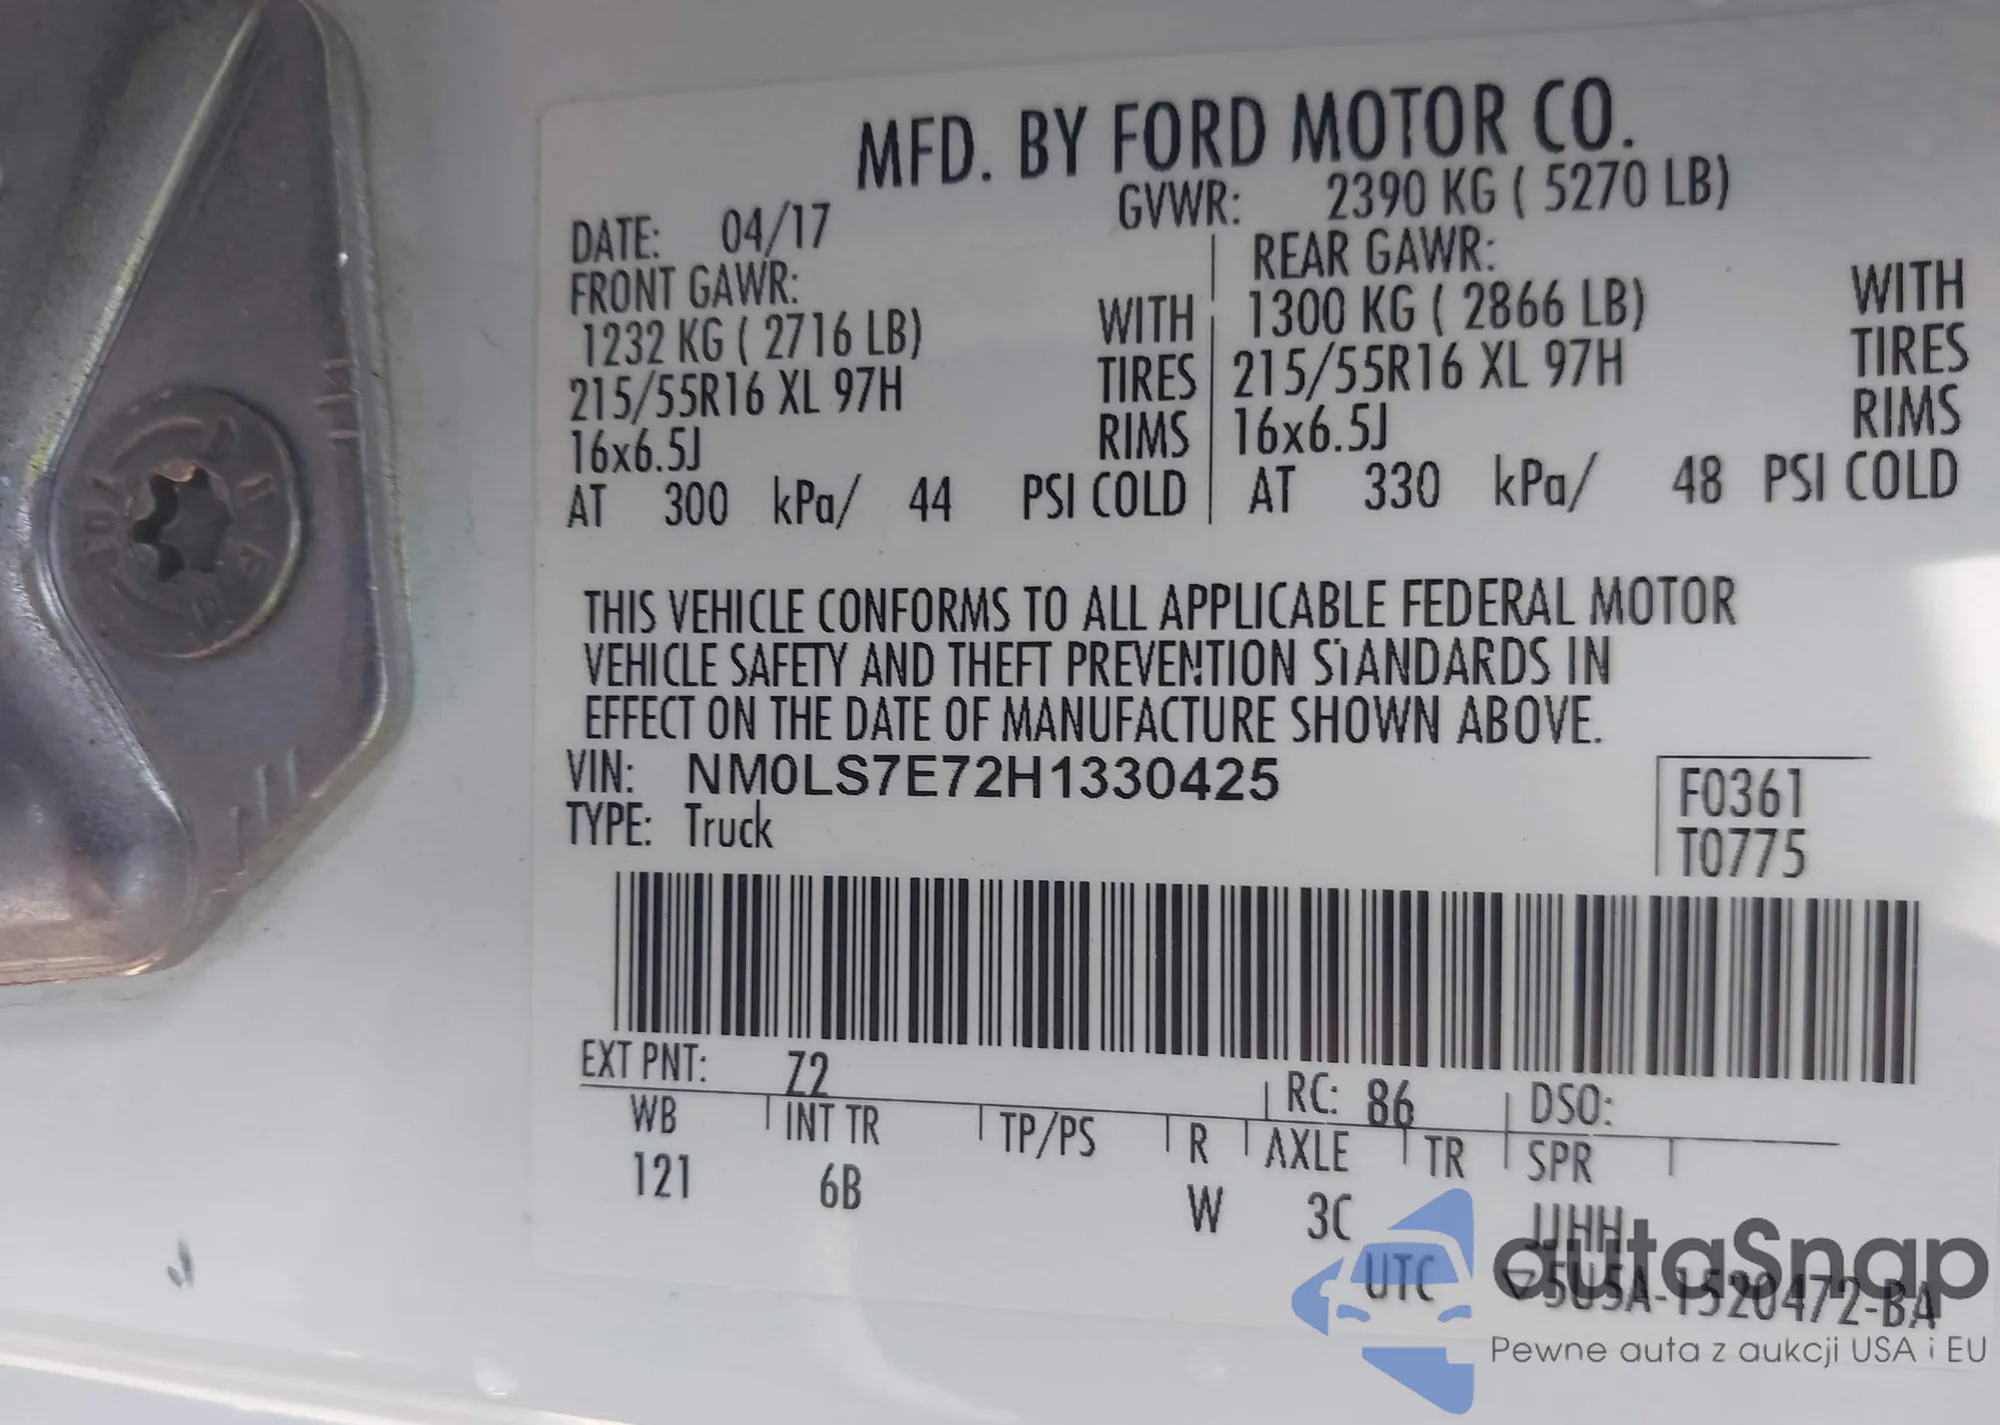 MFD. BY FORD MOTOR CO.
DATE: 04/17 GVWR: 2390 KG ( 5270 LB)
FRONT GAWR: REAR GAWR:
1232 KG ( 2716 LB) WITH 1300 KG ( 2866 LB) WITH
215/55R16 XL 97H TIRES 215/55R16 XL 97H TIRES
16x6.5J RIMS 16x6.5J RIMS
AT 300 kPa/ 44 PSI COLD AT 330 kPa/ 48 PSI COLD
THIS VEHICLE CONFORMS TO ALL APPLICABLE FEDERAL MOTOR
VEHICLE SAFETY AND THEFT PREVENTION STANDARDS IN
EFFECT ON THE DATE OF MANUFACTURE SHOWN ABOVE.
VIN: NM0LS7E72H1330425 F0361
TYPE: Truck T0775
EXT PNT: Z2 RC: 86 DSO:
WB INT TR TP/PS R AXLE TR SPR
121 6B W 3C JJHH
UTC 5U5A-1520472-BA
autaSnap
Pewne auta z aukcji USA i EU